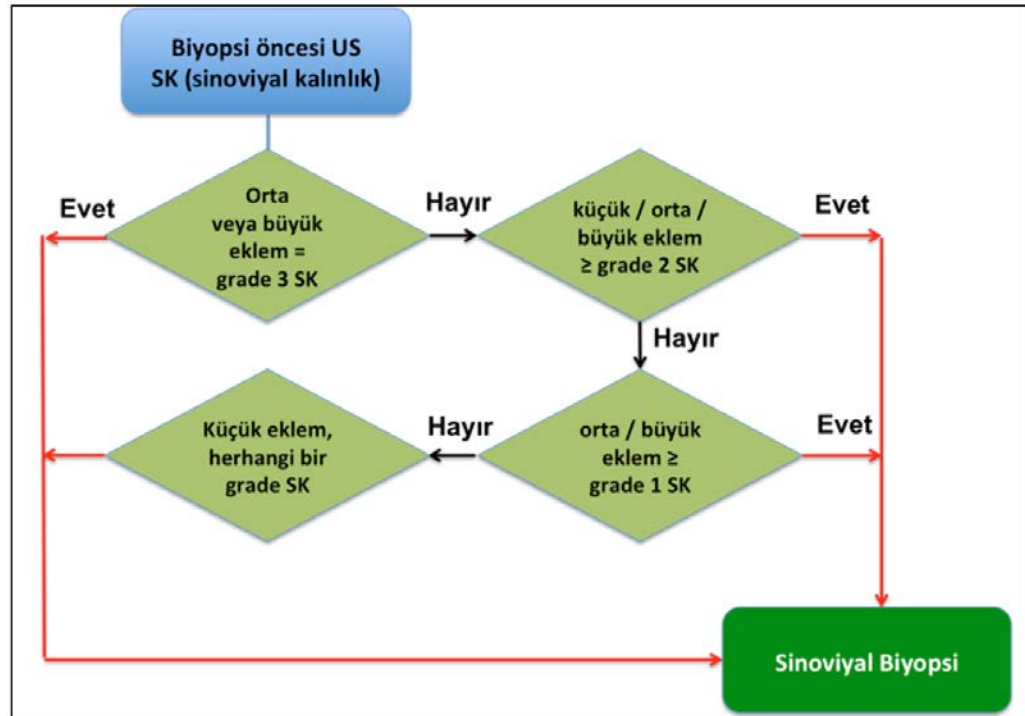 Biyopsi öncesi US
SK (sinoviyal kalınlık)
Evet
Orta
veya büyük
eklem =
grade 3 SK
Hayır
küçük / orta /
büyük eklem
≥ grade 2 SK
Evet
Hayır
Küçük eklem,
herhangi bir
grade SK
Hayır
orta / büyük
eklem ≥
grade 1 SK
Evet
Sinoviyal Biyopsi